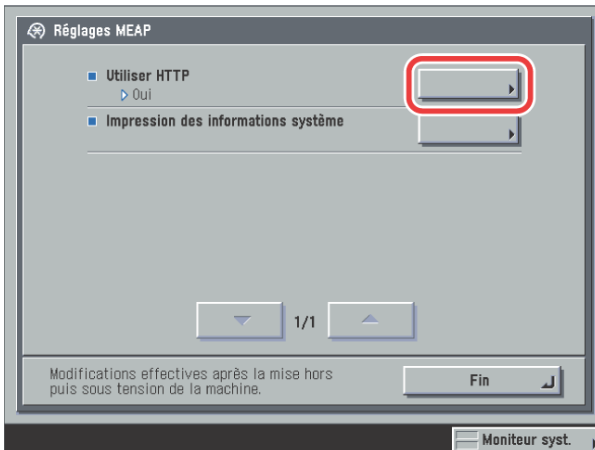 Réglages MEAP
Utiliser HTTP
Oui
Impression des informations système
1/1
Modifications effectives après la mise hors
puis sous tension de la machine.
Fin
Moniteur syst.